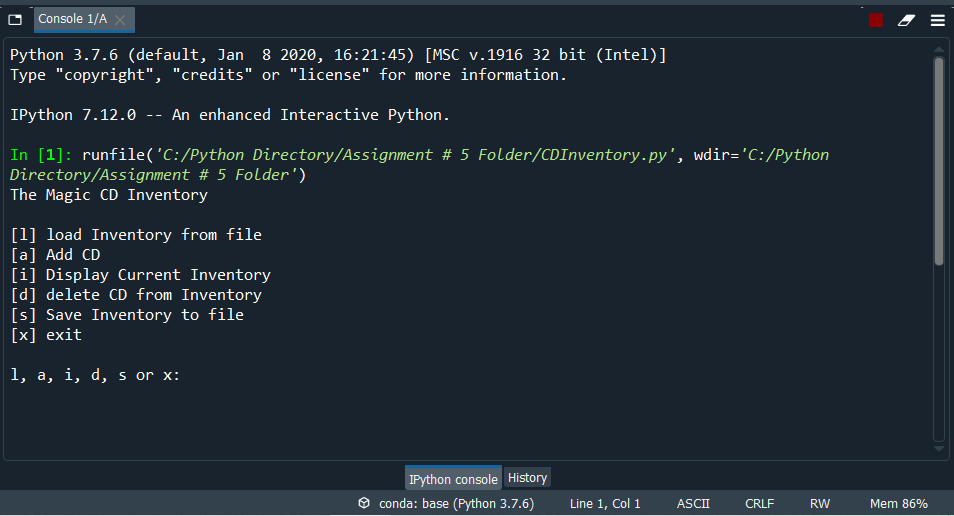 Console 1/A
Python 3.7.6 (default, Jan  8 2020, 16:21:45) [MSC v.1916 32 bit (Intel)]
Type "copyright", "credits" or "license" for more information.
IPython 7.12.0 -- An enhanced Interactive Python.
In [1]: runfile('C:/Python Directory/Assignment # 5 Folder/CDInventory.py', wdir='C:/Python
Directory/Assignment # 5 Folder')
The Magic CD Inventory
[l] load Inventory from file
[a] Add CD
[i] Display Current Inventory
[d] delete CD from Inventory
[s] Save Inventory to file
[x] exit
l, a, i, d, s or x:
IPython console History
conda: base (Python 3.7.6) Line 1, Col 1 ASCII CRLF RW Mem 86%